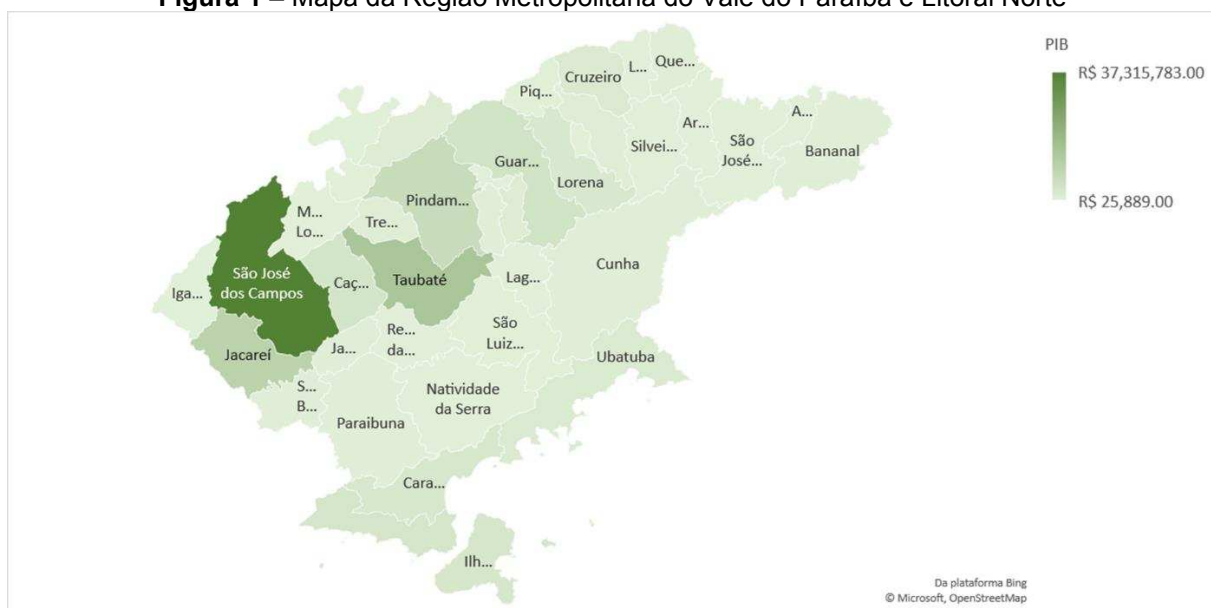 Figura 1 – Mapa da Região Metropolitana do Vale do Paraíba e Litoral Norte
PIB
R$ 37,315,783.00
R$ 25,889.00
Cruzeiro
L...
Que...
Piq...
Ar...
A...
Silvei...
São
José...
Bananal
Guar...
Lorena
Pindam...
M...
Lo...
Tre...
Cunha
São José
dos Campos
Caç...
Taubaté
Lag...
Iga...
Re...
da...
São
Luiz...
Jacareí
Ja...
Ubatuba
S...
B...
Natividade
da Serra
Paraibuna
Cara...
Ilh...
Da plataforma Bing
© Microsoft, OpenStreetMap